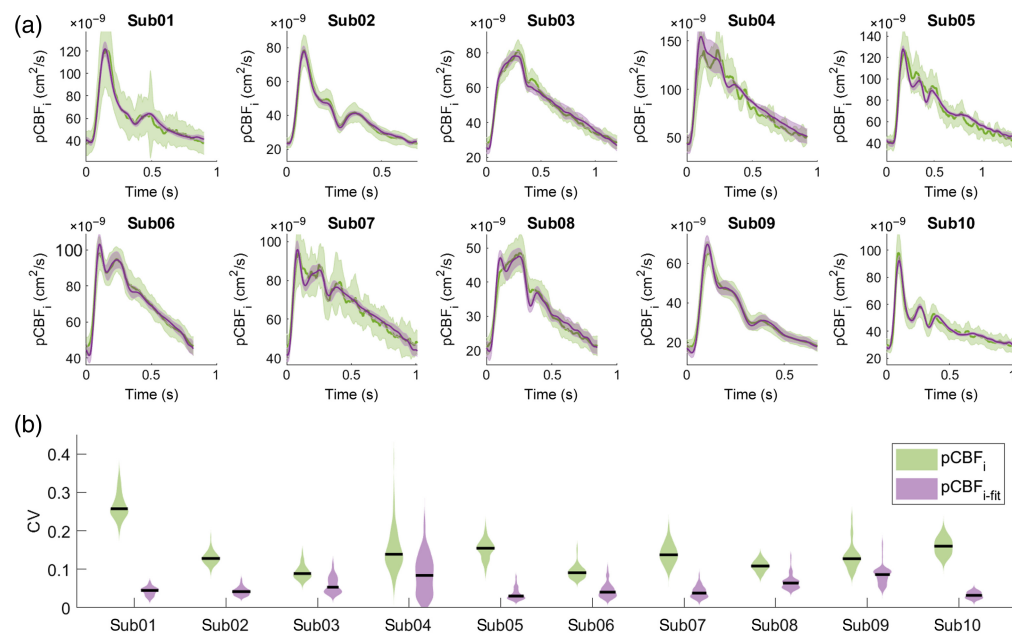 (a)
Sub01
Sub02
Sub03
Sub04
Sub05
×10⁻⁹
×10⁻⁹
×10⁻⁹
×10⁻⁹
×10⁻⁹
pCBFᵢ (cm²/s)
120
100
80
60
40
0
0.5
1
Time (s)
pCBFᵢ (cm²/s)
80
60
40
20
0
0.2
0.4
0.6
Time (s)
pCBFᵢ (cm²/s)
80
60
40
20
0
0.5
1
Time (s)
pCBFᵢ (cm²/s)
150
100
50
0
0.5
1
Time (s)
pCBFᵢ (cm²/s)
140
120
100
80
60
40
0
0.5
1
Time (s)
Sub06
Sub07
Sub08
Sub09
Sub10
×10⁻⁹
×10⁻⁹
×10⁻⁹
×10⁻⁹
×10⁻⁹
pCBFᵢ (cm²/s)
100
80
60
40
0
0.5
1
Time (s)
pCBFᵢ (cm²/s)
100
80
60
40
0
0.5
1
Time (s)
pCBFᵢ (cm²/s)
50
40
30
20
0
0.5
1
Time (s)
pCBFᵢ (cm²/s)
60
40
20
0
0.5
Time (s)
pCBFᵢ (cm²/s)
100
80
60
40
20
0
0.5
1
Time (s)
(b)
CV
0.4
0.3
0.2
0.1
0
pCBFᵢ
pCBFi-fit
Sub01 Sub02 Sub03 Sub04 Sub05 Sub06 Sub07 Sub08 Sub09 Sub10